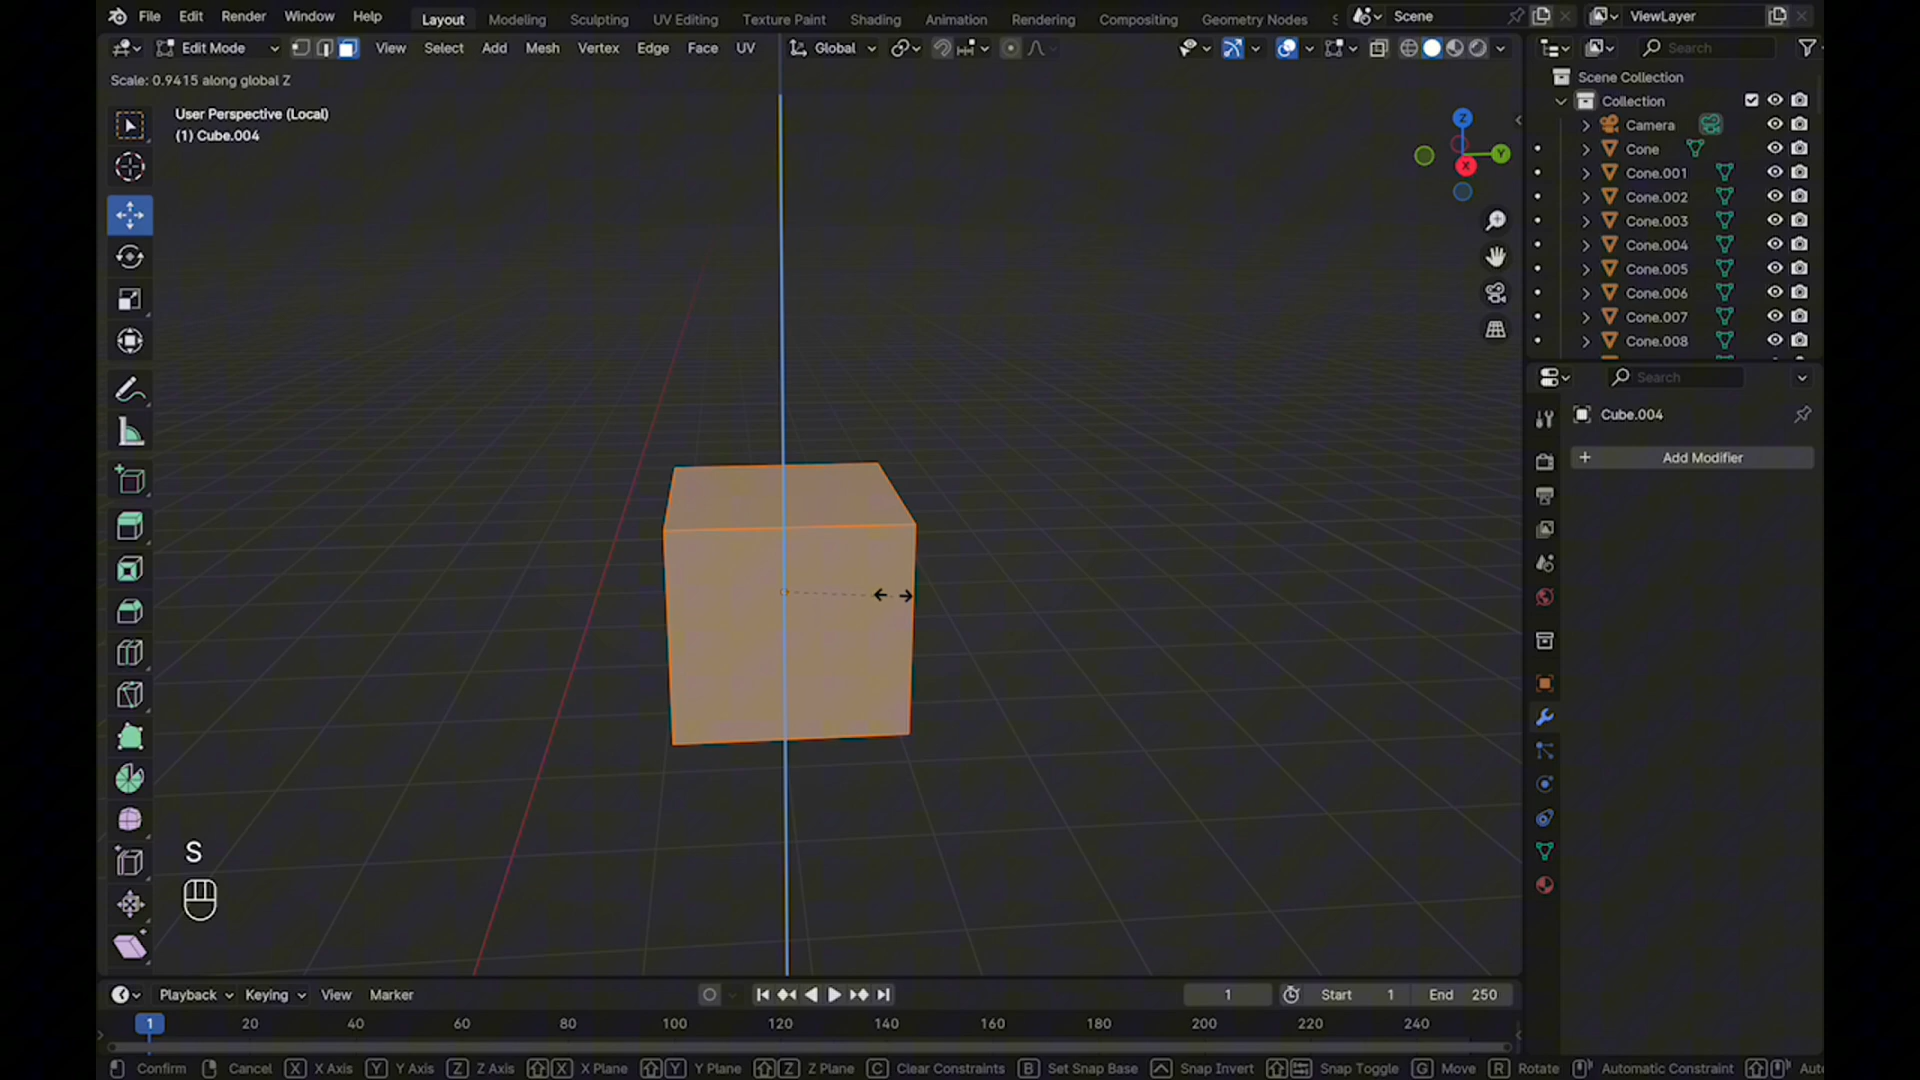 File Edit Render Window Help Layout Modeling Sculpting UV Editing Texture Paint Shading Animation Rendering Compositing Geometry Nodes Scene ViewLayer
Edit Mode View Select Add Mesh Vertex Edge Face UV Global Search
Scale: 0.9415 along global Z
User Perspective (Local)
(1) Cube.004
Z
Y
X
Scene Collection
Collection
Camera
Cone
Cone.001
Cone.002
Cone.003
Cone.004
Cone.005
Cone.006
Cone.007
Cone.008
Search
Cube.004
+ Add Modifier
S
Playback Keying View Marker 1 Start 1 End 250
1 20 40 60 80 100 120 140 160 180 200 220 240
Confirm Cancel X X Axis Y Y Axis Z Z Axis X X Plane Y Y Plane Z Z Plane C Clear Constraints B Set Snap Base Snap Invert Snap Toggle G Move R Rotate Automatic Constraint